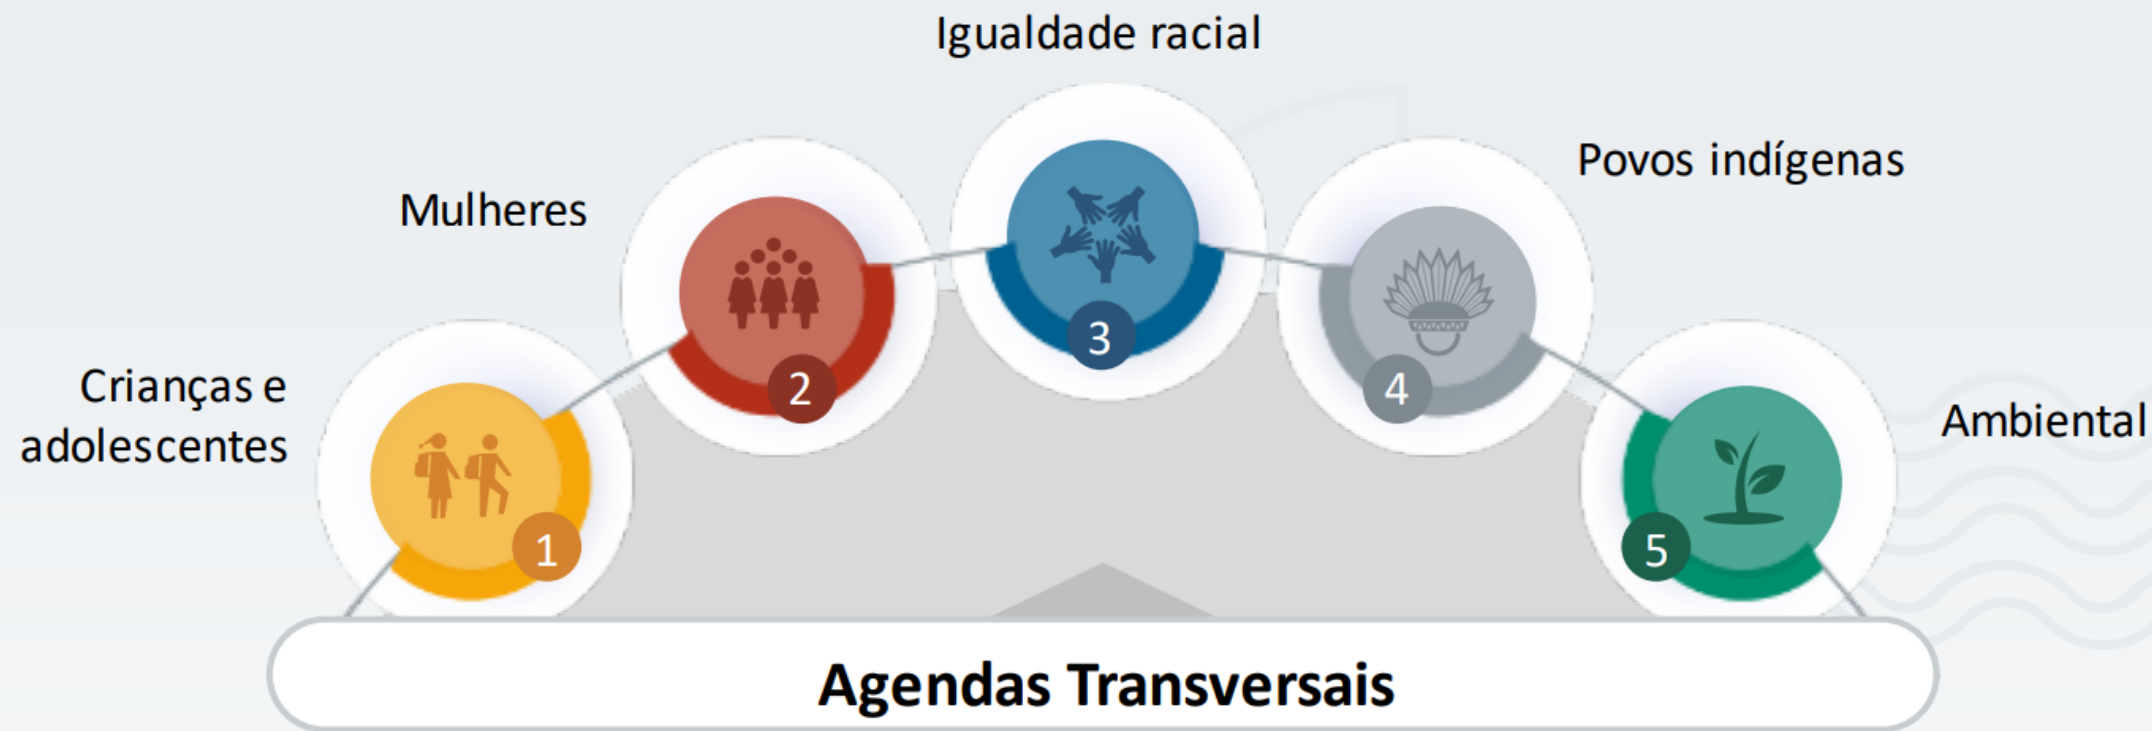 Igualdade racial
Povos indígenas
Mulheres
Crianças e
adolescentes
Ambiental
1
2
3
4
5
Agendas Transversais